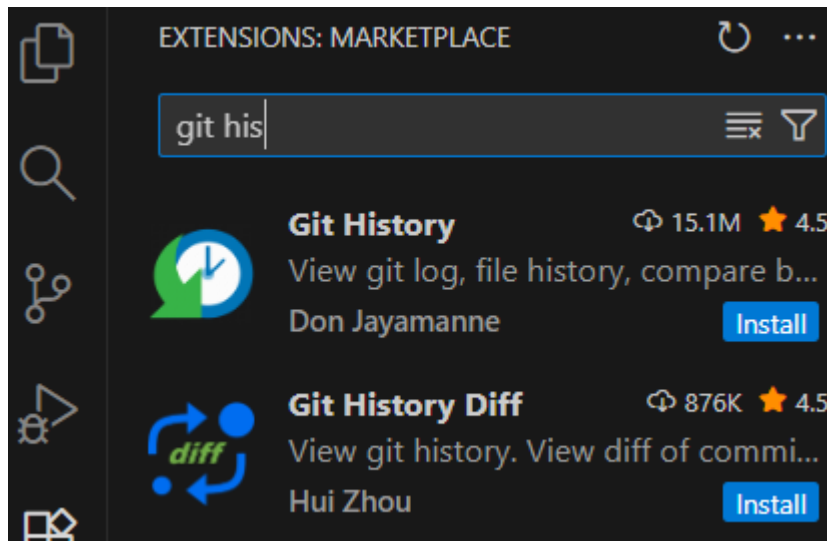 EXTENSIONS: MARKETPLACE
git his
Git History 15.1M 4.5
View git log, file history, compare b...
Don Jayamanne Install
Git History Diff 876K 4.5
diff View git history. View diff of commi...
Hui Zhou Install